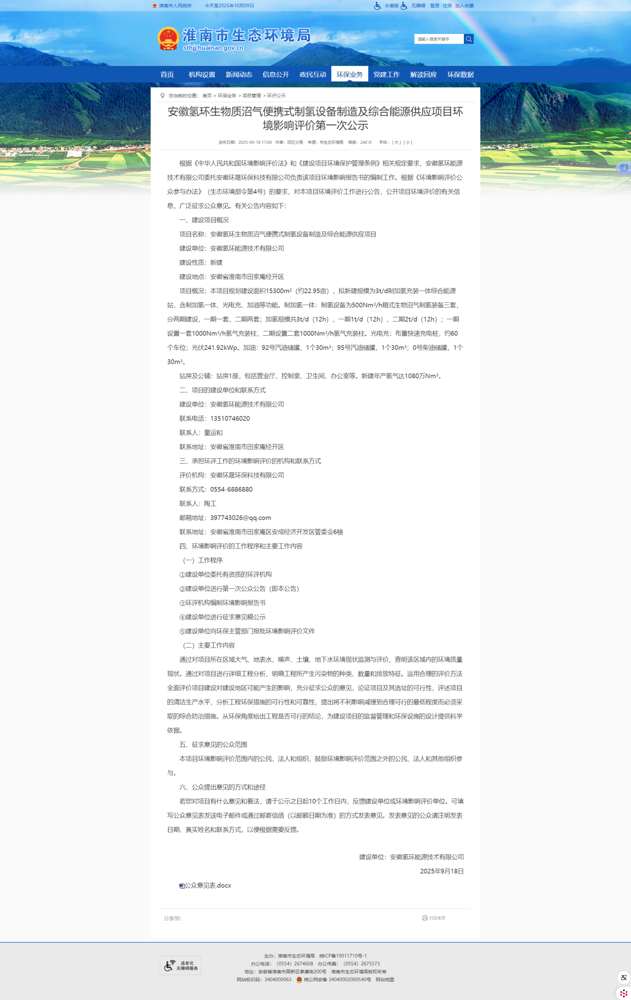 淮南市人民政府 今天是2025年10月09日 长辈版 无障碍 登录 注册 加入收藏
淮南市生态环境局
sthjj.huainan.gov.cn
请输入搜索关键字
首页 机构设置 新闻动态 信息公开 政民互动 环保业务 党建工作 解读回应 环保数据
您当前的位置： 首页 > 环保业务 > 项目管理 > 环评公示
安徽氢环生物质沼气便携式制氢设备制造及综合能源供应项目环
境影响评价第一次公示
发布日期：2025-09-18 17:00 作者：田区分局 来源：市生态环境局 阅读：246 次 字体：［ 大 ］［ 小 ］
译
根据《中华人民共和国环境影响评价法》和《建设项目环境保护管理条例》相关规定要求，安徽氢环能源
技术有限公司委托安徽环晟环保科技有限公司负责该项目环境影响报告书的编制工作。根据《环境影响评价公
众参与办法》（生态环境部令第4号）的要求，对本项目环境评价工作进行公告，公开项目环境评价的有关信
息，广泛征求公众意见。有关公告内容如下：
一、建设项目概况
项目名称：安徽氢环生物质沼气便携式制氢设备制造及综合能源供应项目
建设单位：安徽氢环能源技术有限公司
建设性质：新建
建设地点：安徽省淮南市田家庵经开区
项目概况：本项目规划建设面积15300m²（约22.95亩），拟新建规模为3t/d制加氢充装一体综合能源
站，含制加氢一体、光电充、加油等功能。制加氢一体：制氢设备为500Nm³/h箱式生物沼气制氢装备三套，
分两期建设，一期一套，二期两套；加氢规模共3t/d（12h），一期1t/d（12h），二期2t/d（12h）；一期
设置一套1000Nm³/h氢气充装柱，二期设置二套1000Nm³/h氢气充装柱。光电充：布置快速充电桩，约60
个车位；光伏241.92kWp。加油：92号汽油储罐，1个30m³；95号汽油储罐，1个30m³；0号柴油储罐，1个
30m³。
站房及公辅：站房1座，包括营业厅、控制室、卫生间、办公室等。新建年产氢气达1080万Nm³。
二、项目的建设单位和联系方式
建设单位：安徽氢环能源技术有限公司
联系电话：13510746020
联系人：童运和
联系地址：安徽省淮南市田家庵经开区
三、承担环评工作的环境影响评价的机构和联系方式
评价机构：安徽环晟环保科技有限公司
联系方式：0554-6886880
联系人：陶工
邮箱地址：397743026@qq.com
联系地址：安徽省淮南市田家庵区安成经济开发区管委会6楼
四、环境影响评价的工作程序和主要工作内容
（一）工作程序
①建设单位委托有资质的环评机构
②建设单位进行第一次公众公告（即本公告）
③环评机构编制环境影响报告书
④建设单位进行征求意见稿公示
⑤建设单位向环保主管部门报批环境影响评价文件
（二）主要工作内容
通过对项目所在区域大气、地表水、噪声、土壤、地下水环境现状监测与评价，查明该区域内的环境质量
现状。通过对项目进行详细工程分析，明确工程所产生污染物的种类、数量和排放特征。运用合理的评价方法
全面评价项目建设对建设地区可能产生的影响，充分征求公众的意见，论证项目及其选址的可行性，评述项目
的清洁生产水平，分析工程环保措施的可行性和可靠性，提出将不利影响减缓到合理可行的最低程度而必须采
取的综合防治措施。从环保角度给出工程是否可行的结论，为建设项目的监督管理和环保设施的设计提供科学
依据。
五、征求意见的公众范围
本项目环境影响评价范围内的公民、法人和组织，鼓励环境影响评价范围之外的公民、法人和其他组织参
与。
六、公众提出意见的方式和途径
若您对项目有什么意见和看法，请于公示之日起10个工作日内，反馈建设单位或环境影响评价单位。可填
写公众意见表发送电子邮件或通过邮寄信函（以邮戳日期为准）的方式发表意见。发表意见的公众请注明发表
日期、真实姓名和联系方式，以便根据需要反馈。
建设单位：安徽氢环能源技术有限公司
2025年9月18日
公众意见表.docx
分享到： 打印本页
适老化
无障碍服务
主办：淮南市生态环境局 皖ICP备19011710号-1
办公电话：（0554）2674608 办公传真：（0554）2675573
地址：安徽省淮南市高新区泰康街200号 淮南市生态环境局版权所有
网站标识码：3404000063 皖公网安备 34040002000540号 网站地图